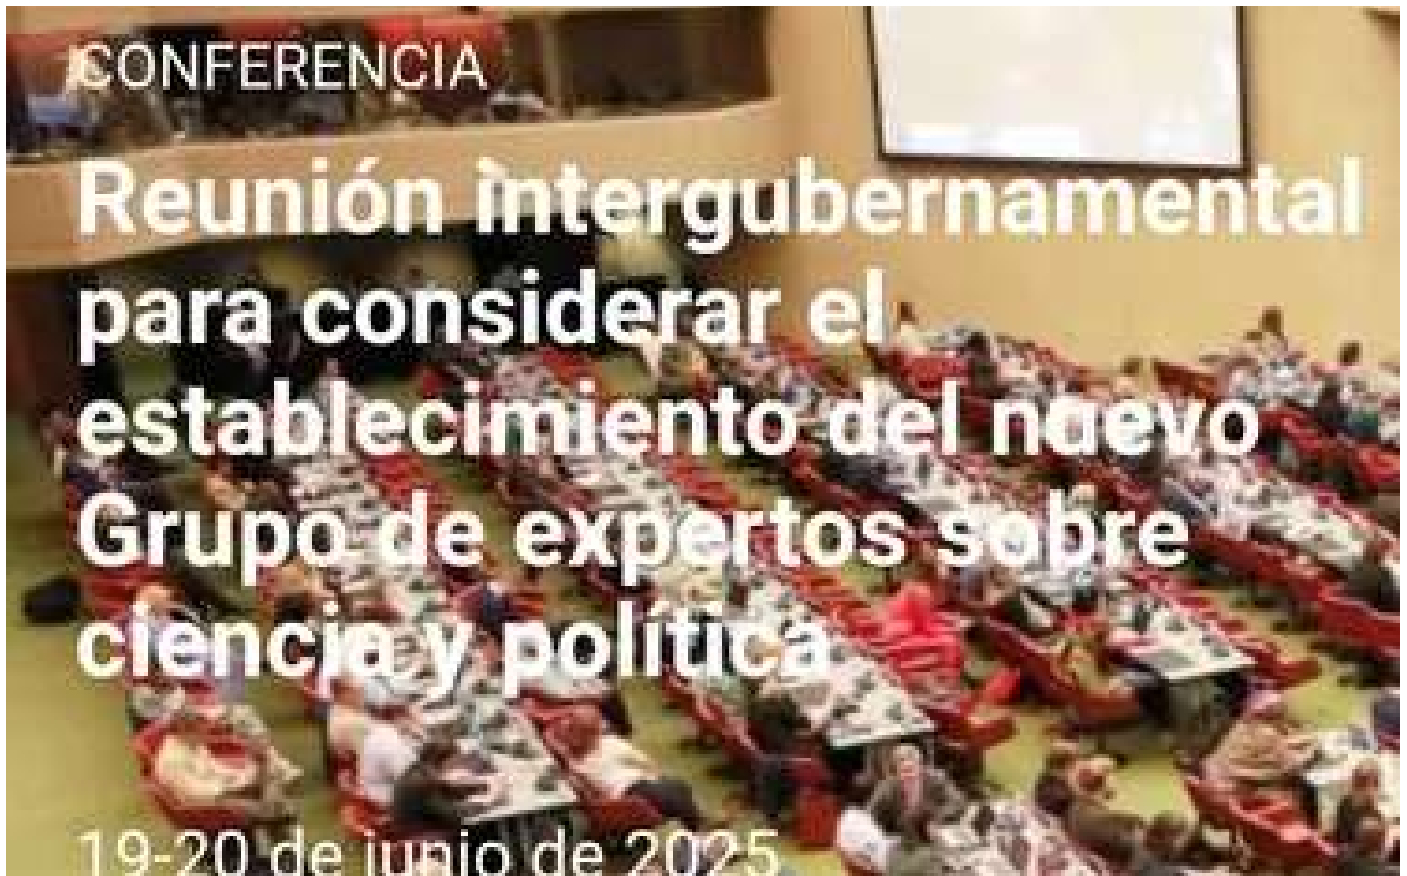 CONFERENCIA
Reunión intergubernamental
para considerar el
establecimiento del nuevo
Grupo de expertos sobre
ciencia y política
19-20 de junio de 2025